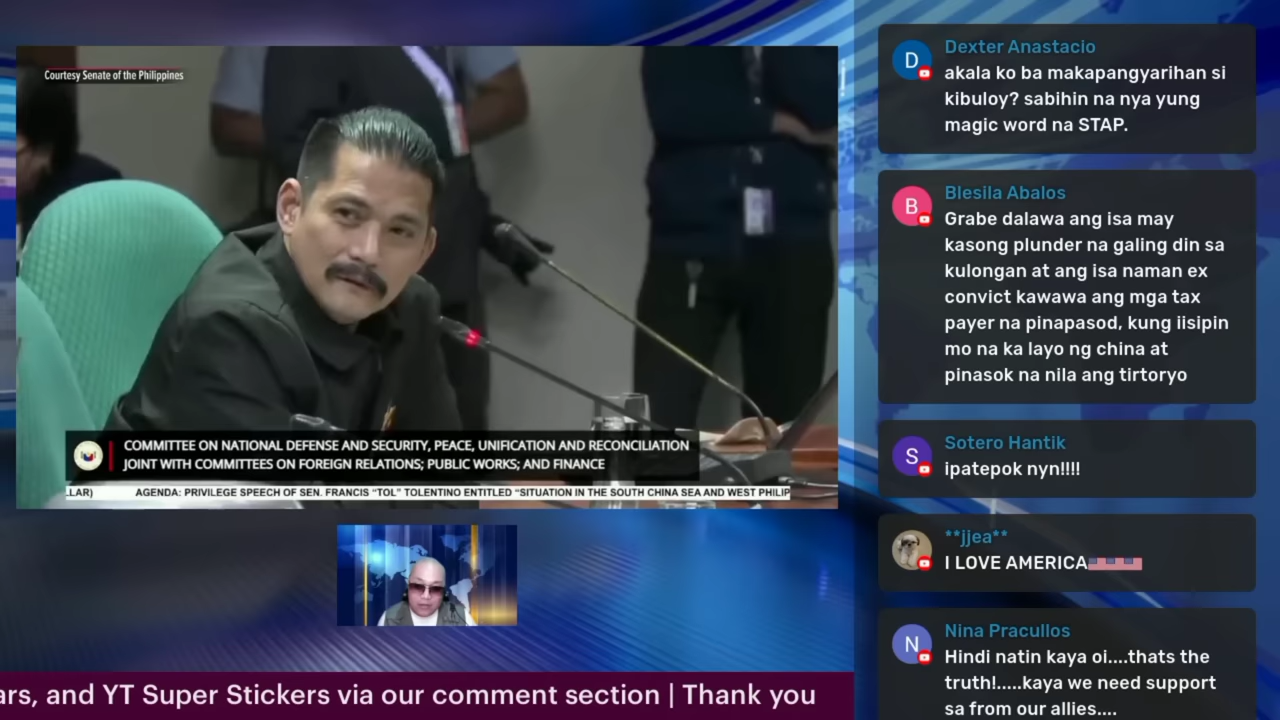 Courtesy Senate of the Philippines
COMMITTEE ON NATIONAL DEFENSE AND SECURITY, PEACE, UNIFICATION AND RECONCILIATION
JOINT WITH COMMITTEES ON FOREIGN RELATIONS; PUBLIC WORKS; AND FINANCE
LAR) AGENDA: PRIVILEGE SPEECH OF SEN. FRANCIS “TOL” TOLENTINO ENTITLED “SITUATION IN THE SOUTH CHINA SEA AND WEST PHILIP
ars, and YT Super Stickers via our comment section | Thank you
D
Dexter Anastacio
akala ko ba makapangyarihan si
kibuloy? sabihin na nya yung
magic word na STAP.
B
Blesila Abalos
Grabe dalawa ang isa may
kasong plunder na galing din sa
kulongan at ang isa naman ex
convict kawawa ang mga tax
payer na pinapasod, kung iisipin
mo na ka layo ng china at
pinasok na nila ang tirtoryo
S
Sotero Hantik
ipatepok nyn!!!!
**jjea**
I LOVE AMERICA
N
Nina Pracullos
Hindi natin kaya oi....thats the
truth!.....kaya we need support
sa from our allies....